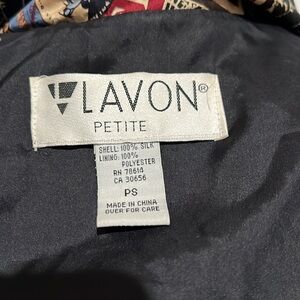 LAVON®
PETITE
SHELL: 100% SILK
LINING: 100%
POLYESTER
RN 78614
CA 30656
PS
MADE IN CHINA
OVER FOR CARE